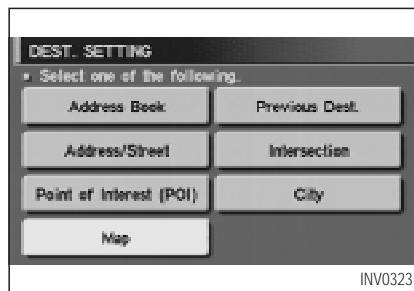 DEST. SETTING
Select one of the following.
Address Book Previous Dest.
Address/Street Intersection
Point of Interest (POI) City
Map
INV0323